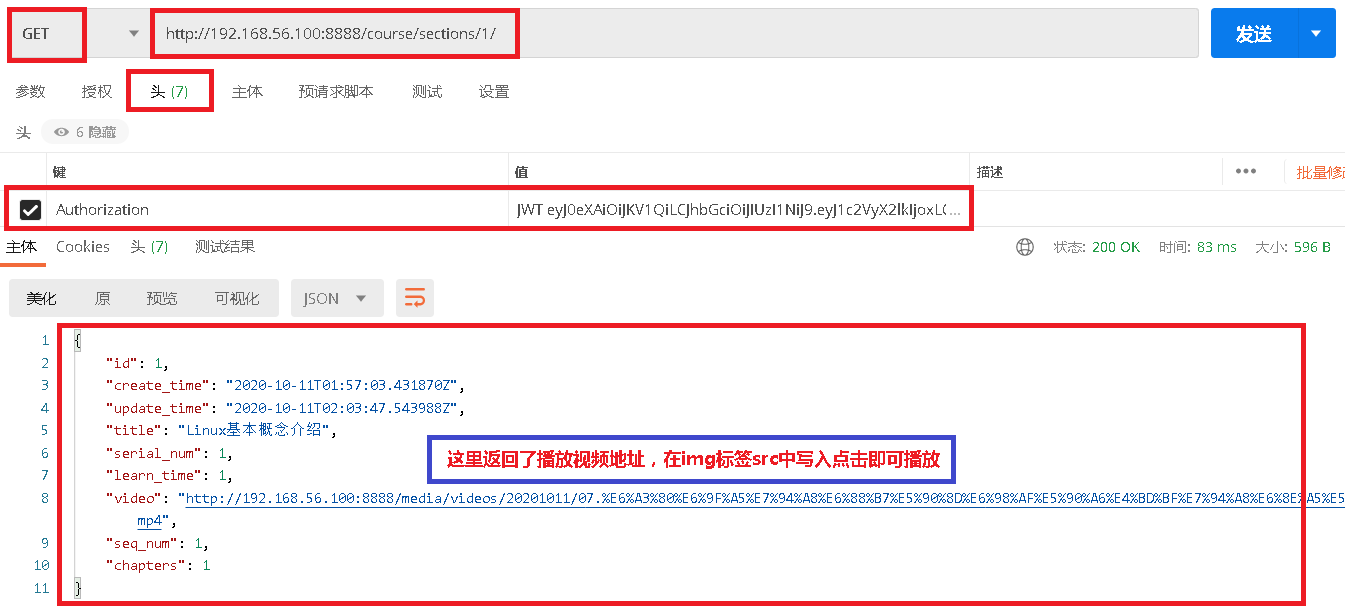 GET http://192.168.56.100:8888/course/sections/1/ 发送
参数 授权 头 (7) 主体 预请求脚本 测试 设置
头 6 隐藏
键 值 描述 ••• 批量修改
Authorization JWT eyJ0eXAiOiJKV1QiLCJhbGciOiJIUzI1NiJ9.eyJ1c2VyX2lkIjoxLC...
主体 Cookies 头 (7) 测试结果 状态: 200 OK 时间: 83 ms 大小: 596 B
美化 原 预览 可视化 JSON
1 {
2 "id": 1,
3 "create_time": "2020-10-11T01:57:03.431870Z",
4 "update_time": "2020-10-11T02:03:47.543988Z",
5 "title": "Linux基本概念介绍",
6 "serial_num": 1,
7 "learn_time": 1,
这里返回了播放视频地址，在img标签src中写入点击即可播放
8 "video": "http://192.168.56.100:8888/media/videos/20201011/07.%E6%A3%80%E6%9F%A5%E7%94%A8%E6%88%B7%E5%90%8D%E6%98%AF%E5%90%A6%E4%BD%BF%E7%94%A8%E6%8E%A5%E5
mp4",
9 "seq_num": 1,
10 "chapters": 1
11 }